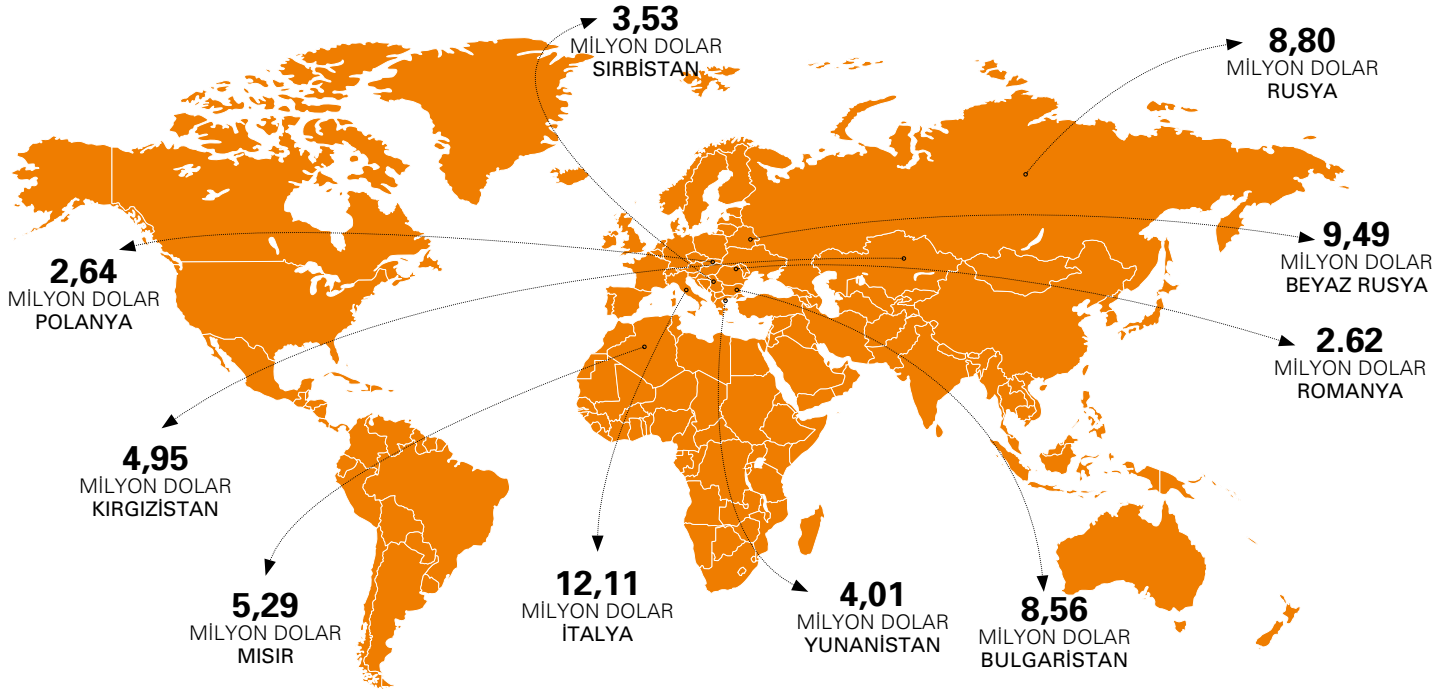 3,53
MİLYON DOLAR
SIRBİSTAN
8,80
MİLYON DOLAR
RUSYA
9,49
MİLYON DOLAR
BEYAZ RUSYA
2,64
MİLYON DOLAR
POLANYA
2.62
MİLYON DOLAR
ROMANYA
4,95
MİLYON DOLAR
KIRGIZİSTAN
5,29
MİLYON DOLAR
MISIR
12,11
MİLYON DOLAR
İTALYA
4,01
MİLYON DOLAR
YUNANİSTAN
8,56
MİLYON DOLAR
BULGARİSTAN